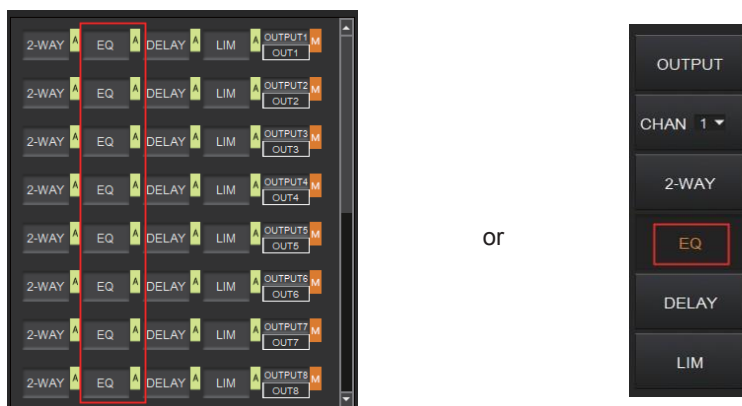 2-WAY A EQ A DELAY A LIM A OUTPUT1 M
OUT1
2-WAY A EQ A DELAY A LIM A OUTPUT2 M
OUT2
2-WAY A EQ A DELAY A LIM A OUTPUT3 M
OUT3
2-WAY A EQ A DELAY A LIM A OUTPUT4 M
OUT4
2-WAY A EQ A DELAY A LIM A OUTPUT5 M
OUT5
2-WAY A EQ A DELAY A LIM A OUTPUT6 M
OUT6
2-WAY A EQ A DELAY A LIM A OUTPUT7 M
OUT7
2-WAY A EQ A DELAY A LIM A OUTPUT8 M
OUT8
or
OUTPUT
CHAN 1
2-WAY
EQ
DELAY
LIM